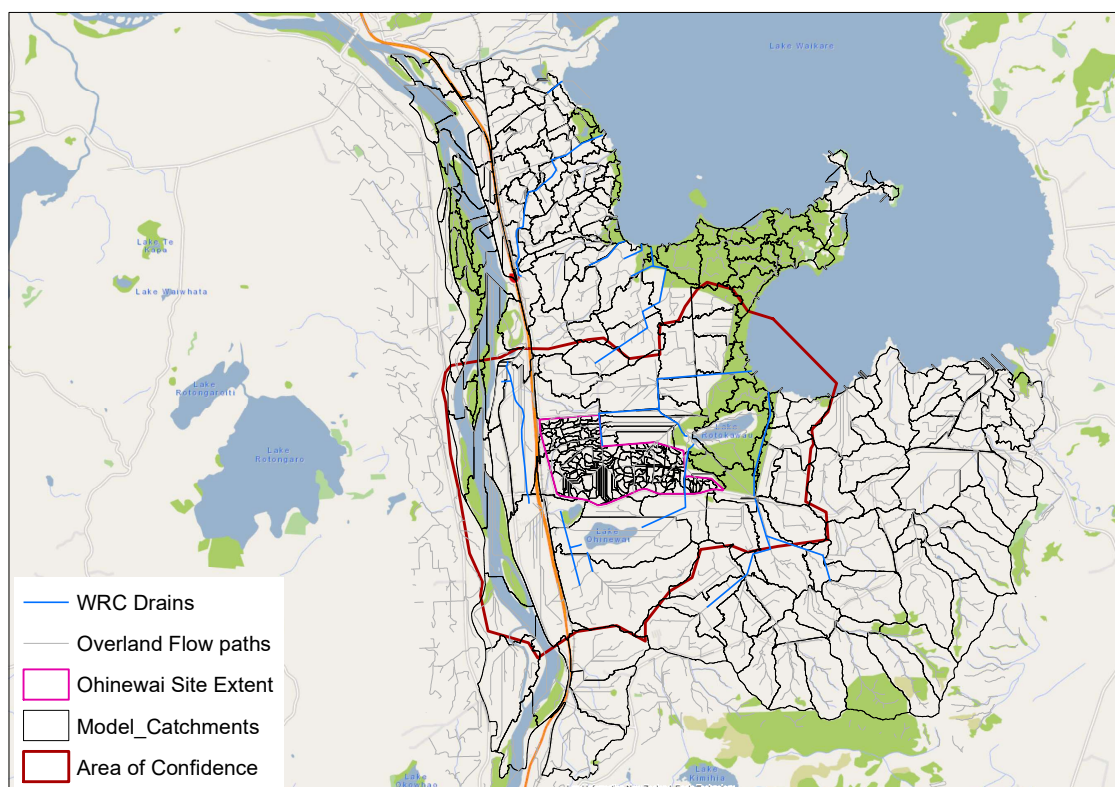 Lake Waikare
Lake Te
Kapa
Lake Waiwhata
Lake
Rotongaroiti
Lake
Rotongaro
Lake
Rotokawau
Lake
Ohinewai
WRC Drains
Overland Flow paths
Ohinewai Site Extent
Model_Catchments
Area of Confidence
Lake
Lake
Kimihia